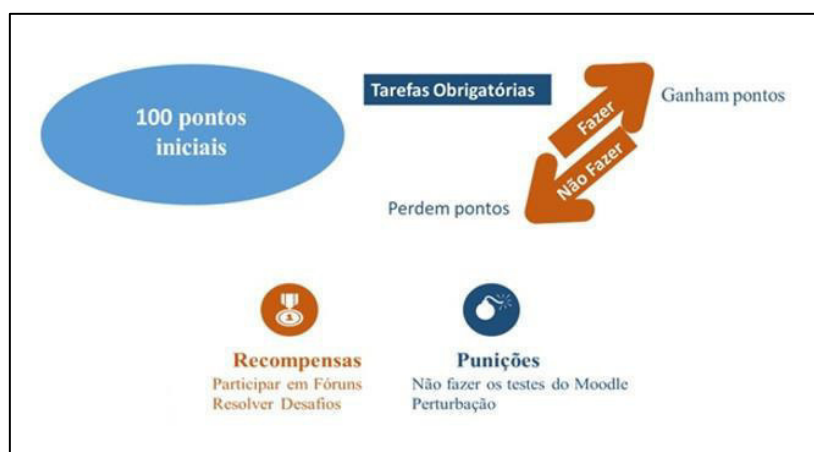 100 pontos
iniciais
Tarefas Obrigatórias
Fazer
Ganham pontos
Não Fazer
Perdem pontos
1
Recompensas
Participar em Fóruns
Resolver Desafios
Punições
Não fazer os testes do Moodle
Perturbação